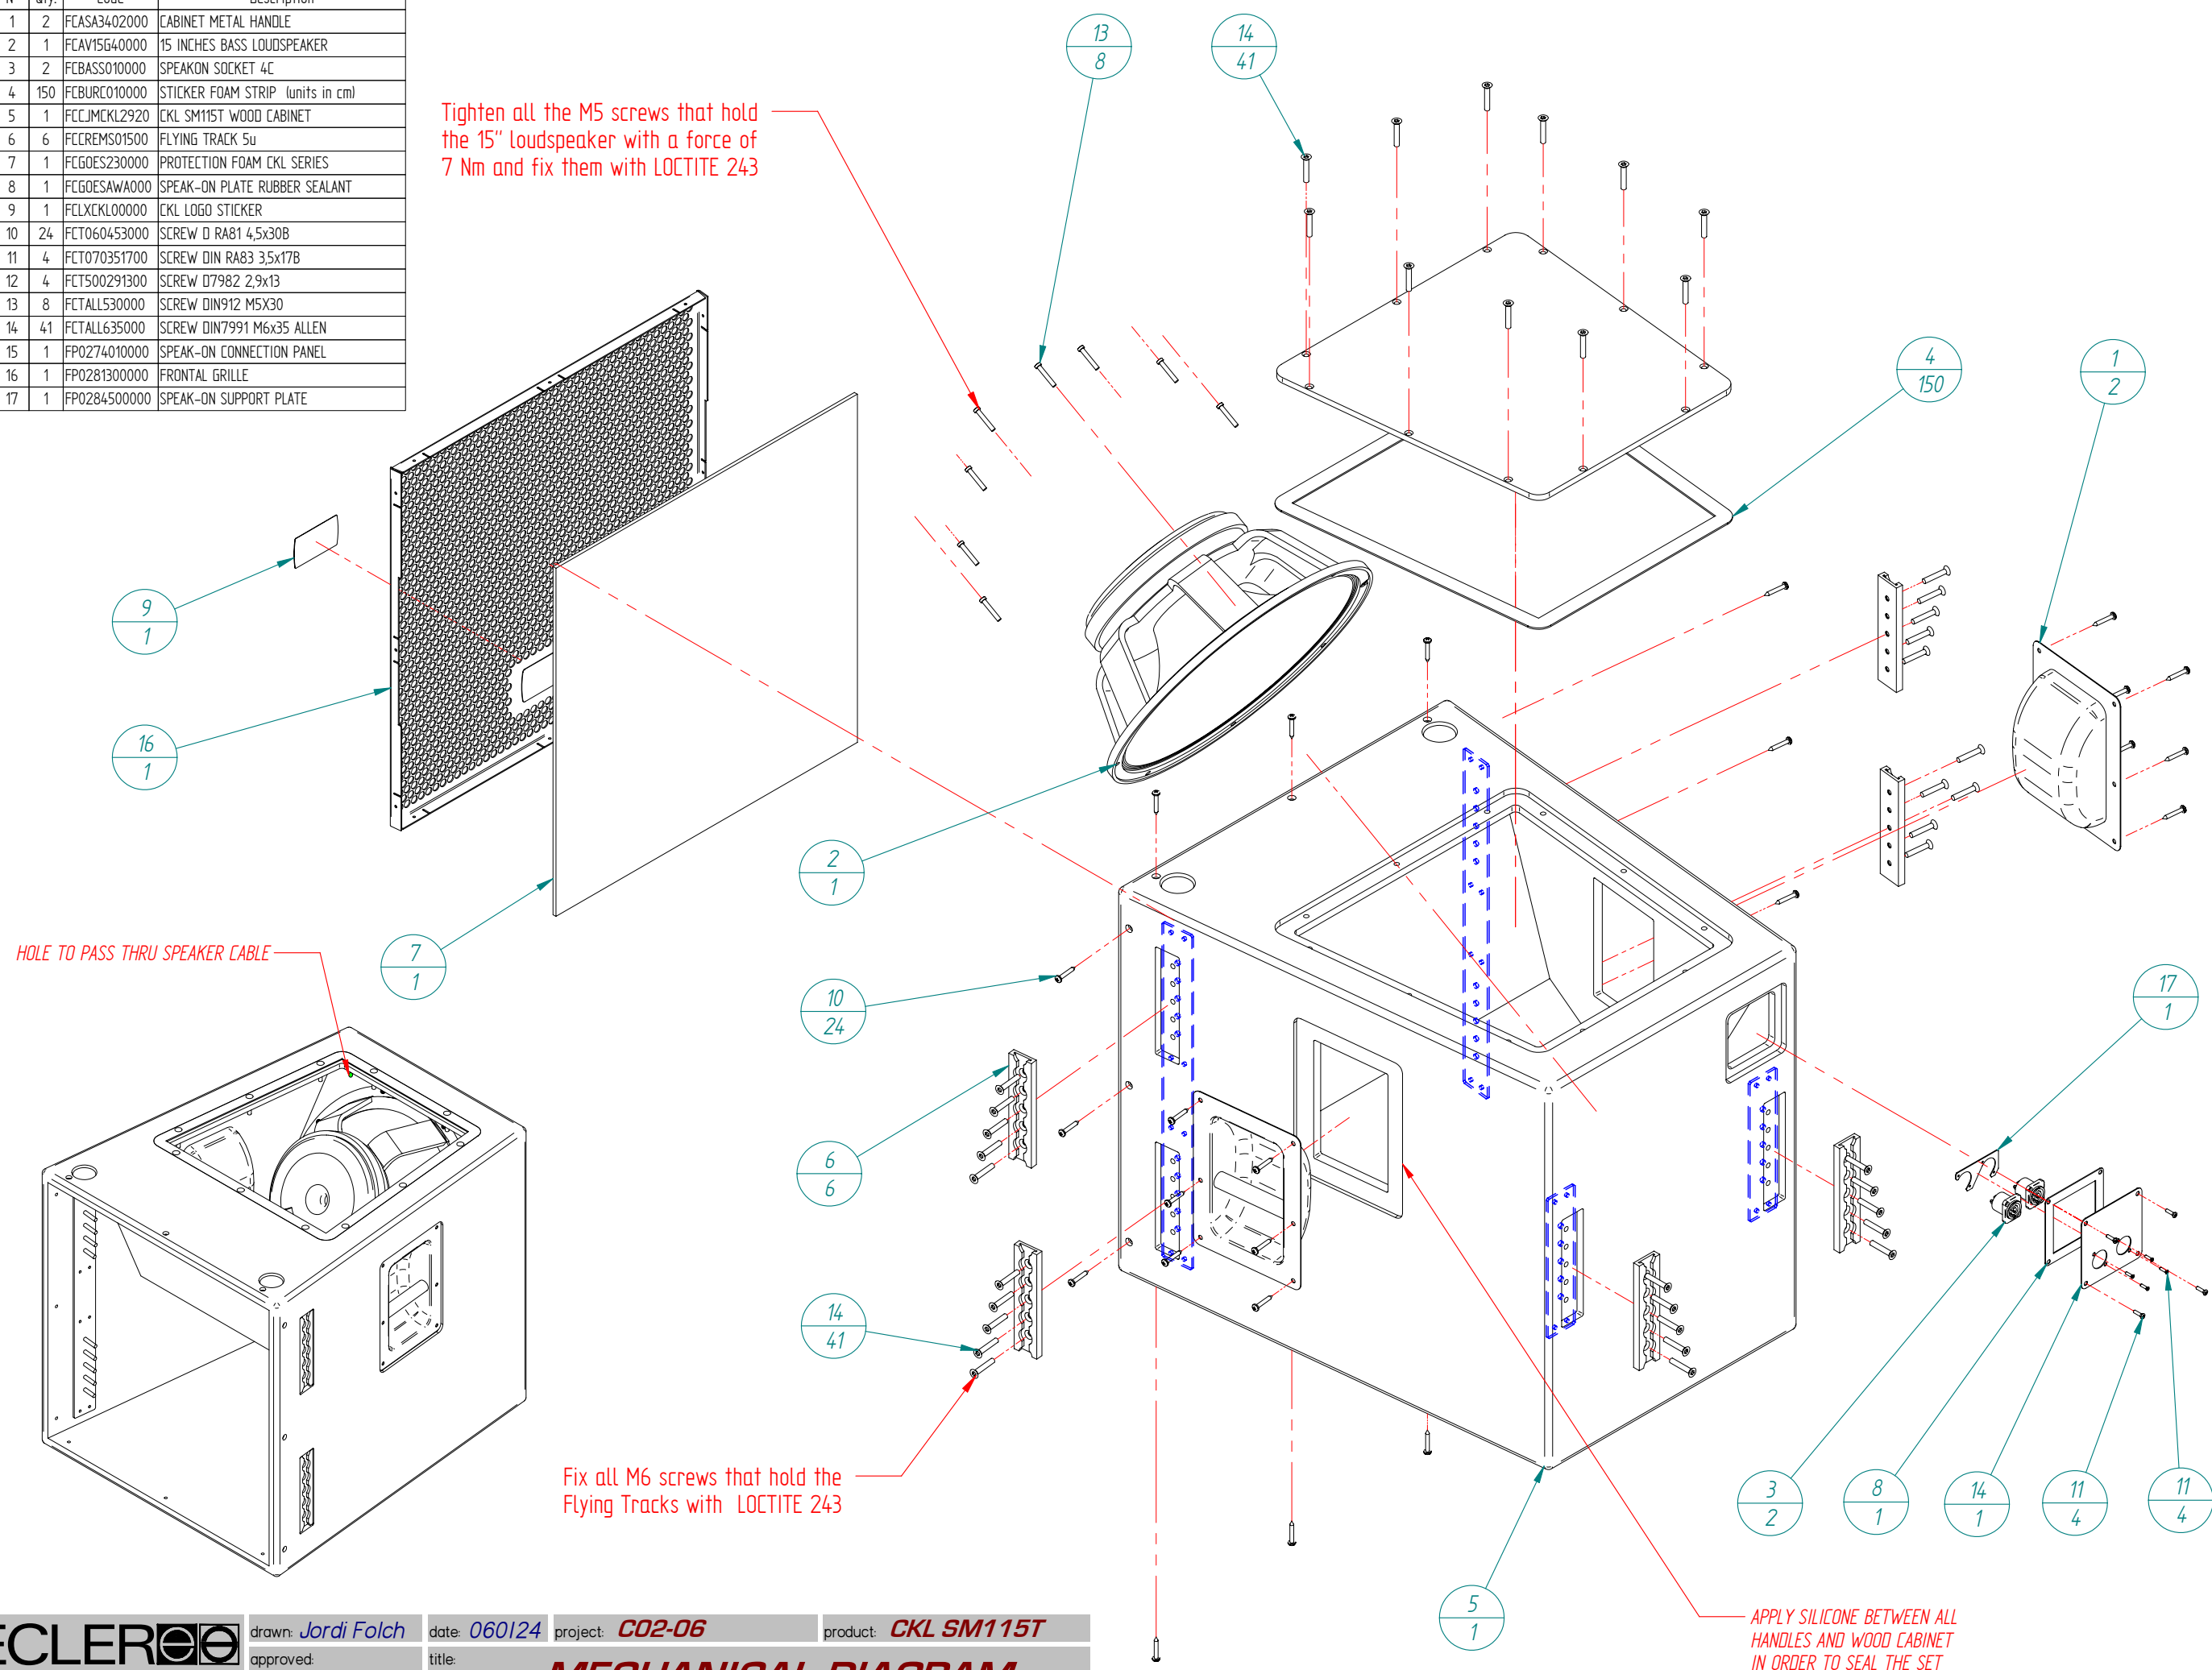 1 2 FCASA3402000 CABINET METAL HANDLE
2 1 FCAV15G40000 15 INCHES BASS LOUDSPEAKER
3 2 FCBASS010000 SPEAKON SOCKET 4C
4 150 FCBURC010000 STICKER FOAM STRIP (units in cm)
5 1 FCCJMCKL2920 CKL SM115T WOOD CABINET
6 6 FCCREMS01500 FLYING TRACK 5u
7 1 FCGOES230000 PROTECTION FOAM CKL SERIES
8 1 FCGOESAWA000 SPEAK-ON PLATE RUBBER SEALANT
9 1 FCLXCKL00000 CKL LOGO STICKER
10 24 FCT060453000 SCREW D RA81 4,5x30B
11 4 FCT070351700 SCREW DIN RA83 3,5x17B
12 4 FCT500291300 SCREW D7982 2,9x13
13 8 FCTALL530000 SCREW DIN912 M5X30
14 41 FCTALL635000 SCREW DIN7991 M6x35 ALLEN
15 1 FP0274010000 SPEAK-ON CONNECTION PANEL
16 1 FP0281300000 FRONTAL GRILLE
17 1 FP0284500000 SPEAK-ON SUPPORT PLATE
Tighten all the M5 screws that hold
the 15" loudspeaker with a force of
7 Nm and fix them with LOCTITE 243
13
8
14
41
4
150
1
2
9
1
16
1
2
1
7
1
HOLE TO PASS THRU SPEAKER CABLE
10
24
17
1
6
6
14
41
Fix all M6 screws that hold the
Flying Tracks with LOCTITE 243
3
2
8
1
14
1
11
4
11
4
5
1
APPLY SILICONE BETWEEN ALL
HANDLES AND WOOD CABINET
IN ORDER TO SEAL THE SET
ECLER
drawn: Jordi Folch date: 060124 project: C02-06 product: CKL SM115T
approved: title:
MECHANICAL DIAGRAM